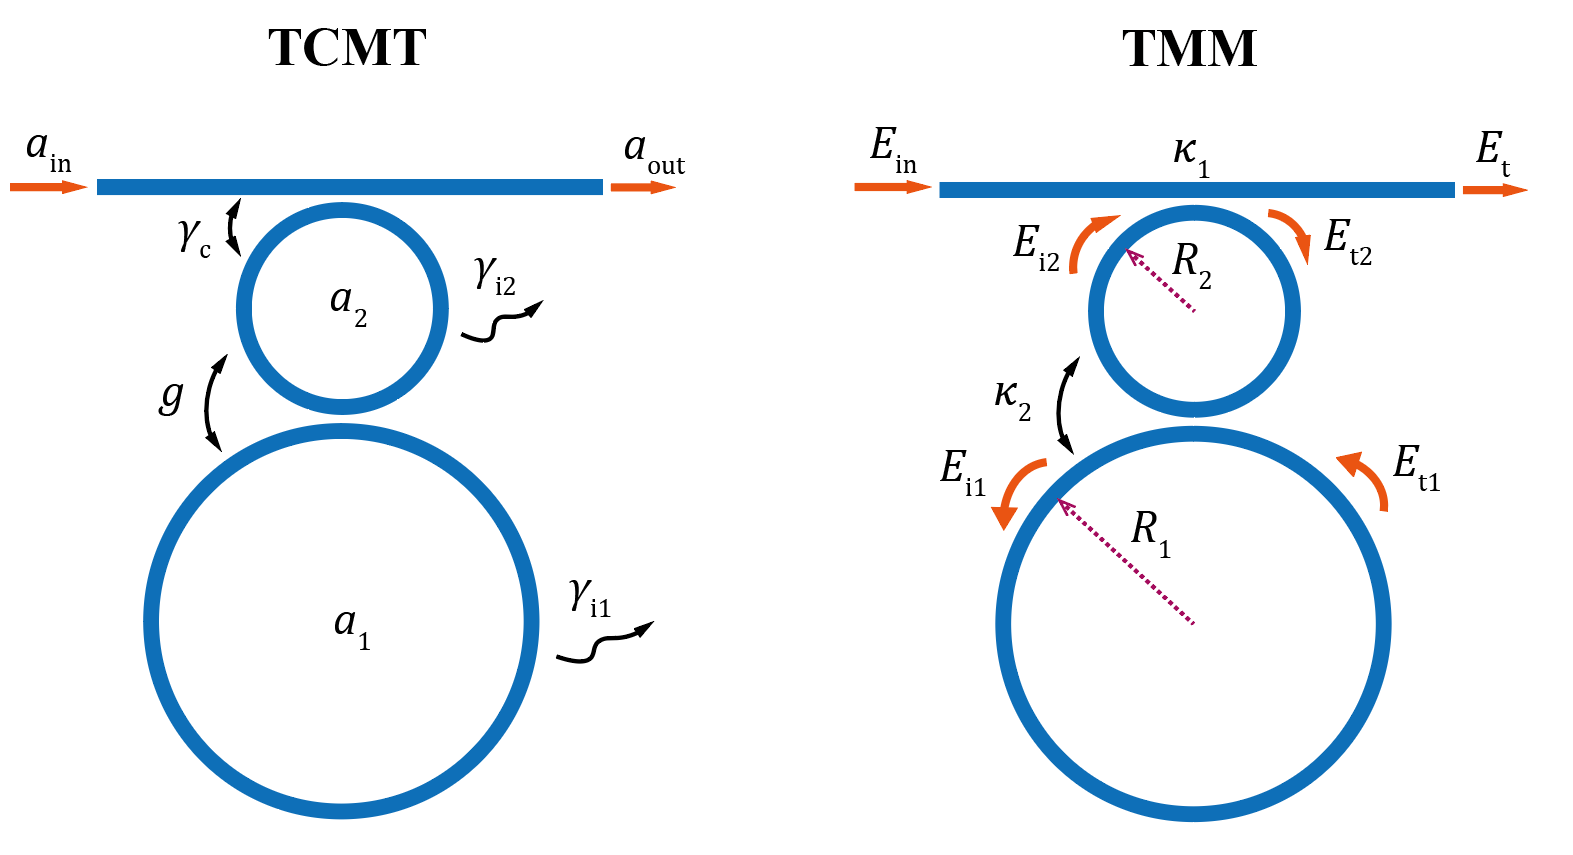 TCMT
a_in
a_out
γ_c
γ_i2
a_2
g
γ_i1
a_1
TMM
E_in
κ_1
E_t
E_i2
R_2
E_t2
κ_2
E_i1
E_t1
R_1